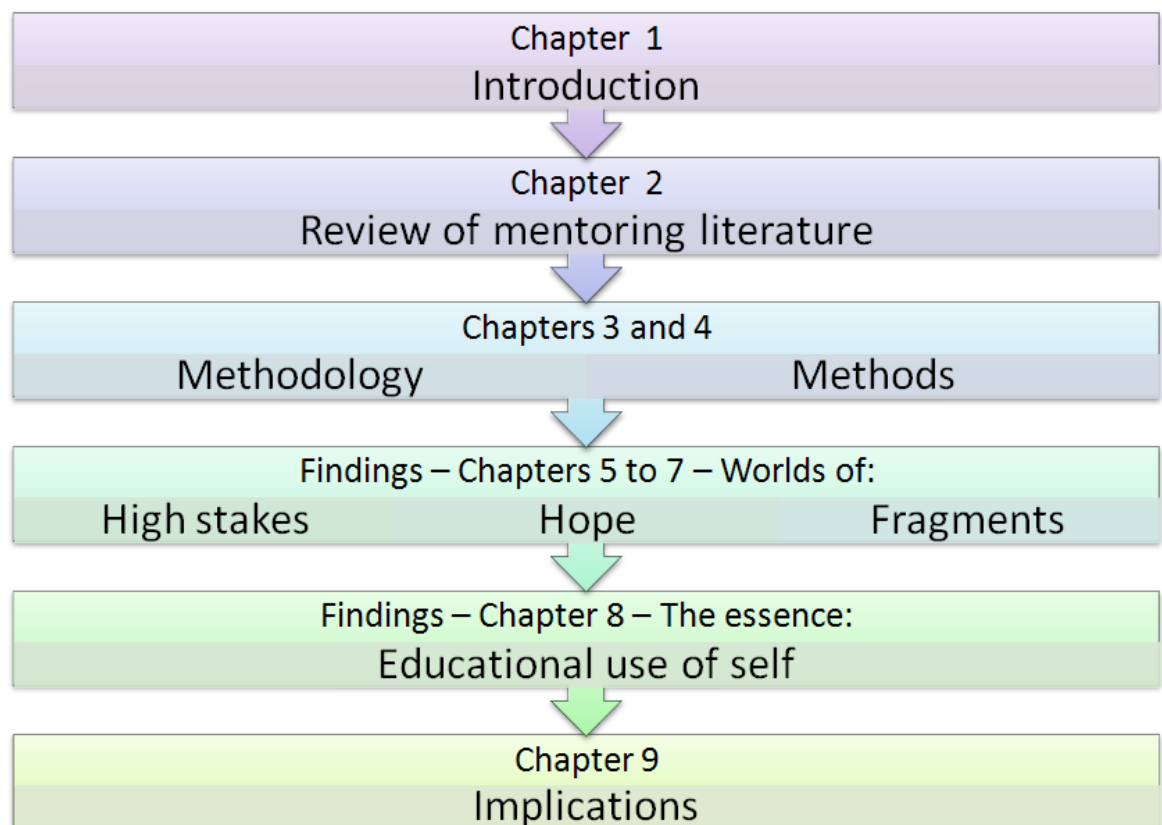 Chapter 1
Introduction
Chapter 2
Review of mentoring literature
Chapters 3 and 4
Methodology Methods
Findings – Chapters 5 to 7 – Worlds of:
High stakes Hope Fragments
Findings – Chapter 8 – The essence:
Educational use of self
Chapter 9
Implications